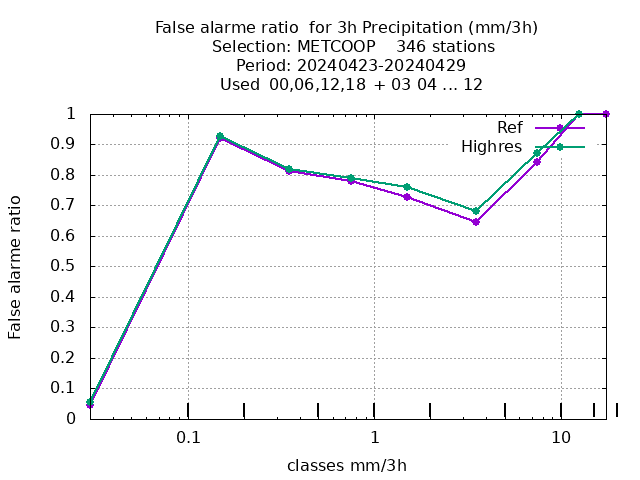 False alarme ratio  for 3h Precipitation (mm/3h)
Selection: METCOOP    346 stations
Period: 20240423-20240429
Used 00,06,12,18 + 03 04 ... 12
Ref
Highres
1
0.9
0.8
0.7
0.6
0.5
0.4
0.3
0.2
0.1
0
False alarme ratio
0.1
1
10
classes mm/3h